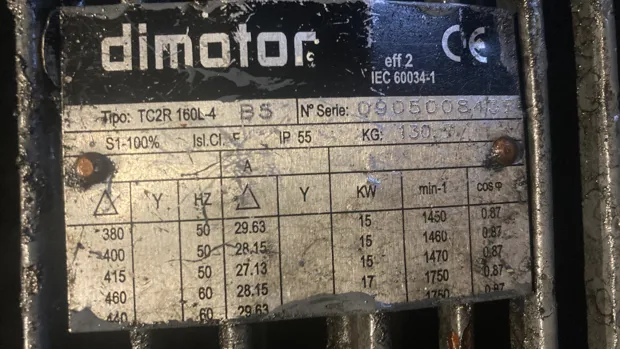 dimotor
CE
eff 2
IEC 60034-1
Tipo: TC2R 160L-4 B5 Nº Serie:
S1-100% Isl.Cl. F IP 55 KG.
A
△ Y HZ △ Y KW min-1 cos φ
380 50 29.63 15 1450 0.87
400 50 28.15 15 1460 0.87
415 50 27.13 15 1470 0.87
460 60 28.15 17 1750 0.87
440 60 29.63 1750